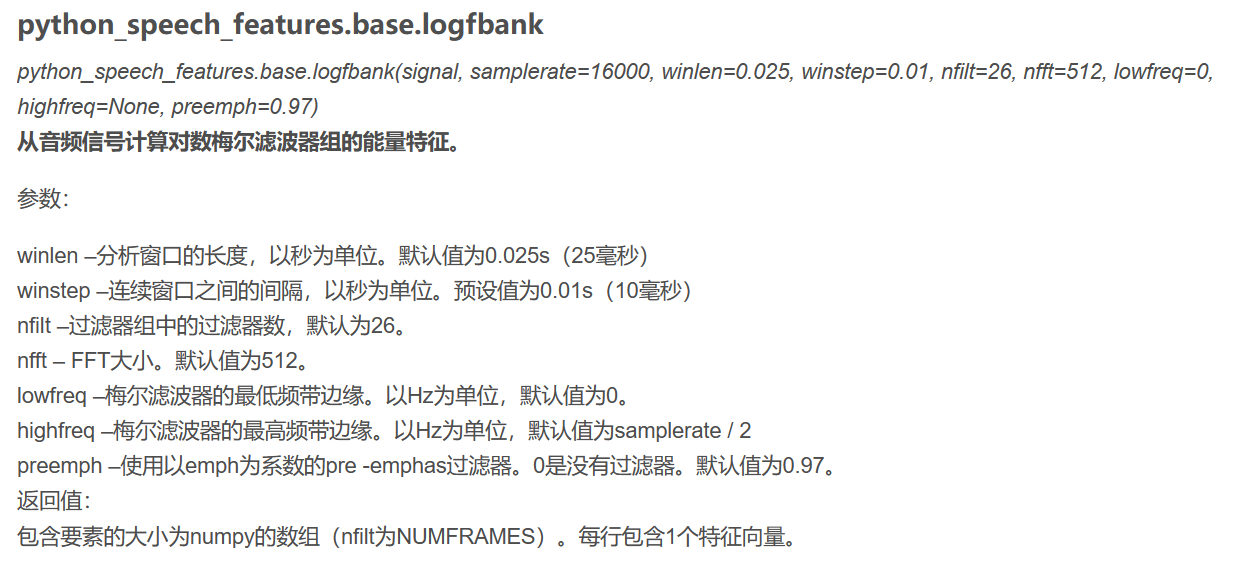 python_speech_features.base.logfbank
python_speech_features.base.logfbank(signal, samplerate=16000, winlen=0.025, winstep=0.01, nfilt=26, nfft=512, lowfreq=0,
highfreq=None, preemph=0.97)
从音频信号计算对数梅尔滤波器组的能量特征。
参数：
winlen –分析窗口的长度，以秒为单位。默认值为0.025s（25毫秒）
winstep –连续窗口之间的间隔，以秒为单位。预设值为0.01s（10毫秒）
nfilt –过滤器组中的过滤器数，默认为26。
nfft – FFT大小。默认值为512。
lowfreq –梅尔滤波器的最低频带边缘。以Hz为单位，默认值为0。
highfreq –梅尔滤波器的最高频带边缘。以Hz为单位，默认值为samplerate / 2
preemph –使用以emph为系数的pre -emphas过滤器。0是没有过滤器。默认值为0.97。
返回值：
包含要素的大小为numpy的数组（nfilt为NUMFRAMES）。每行包含1个特征向量。